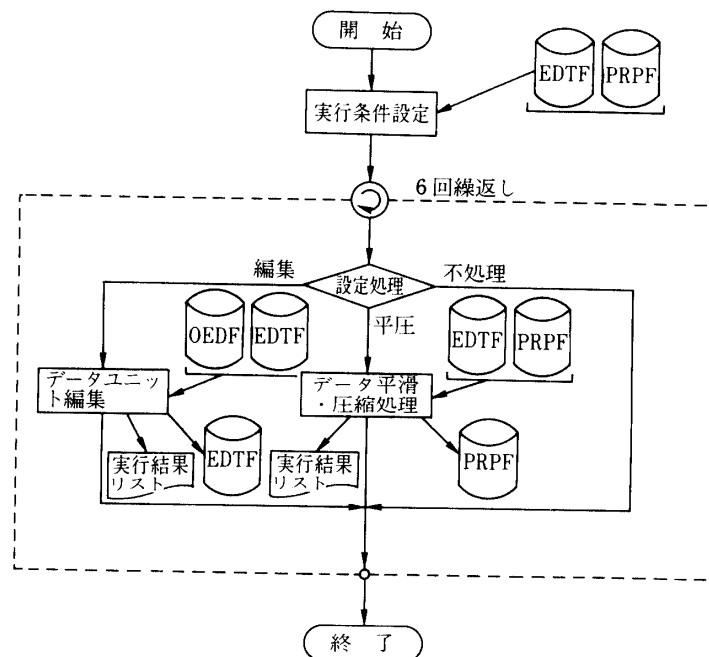 開始
EDTF
PRPF
実行条件設定
6回繰返し
編集
設定処理
不処理
平圧
OEDF
EDTF
EDTF
PRPF
データユニッ
ト編集
データ平滑
・圧縮処理
実行結果
リスト
EDTF
実行結果
リスト
PRPF
終了